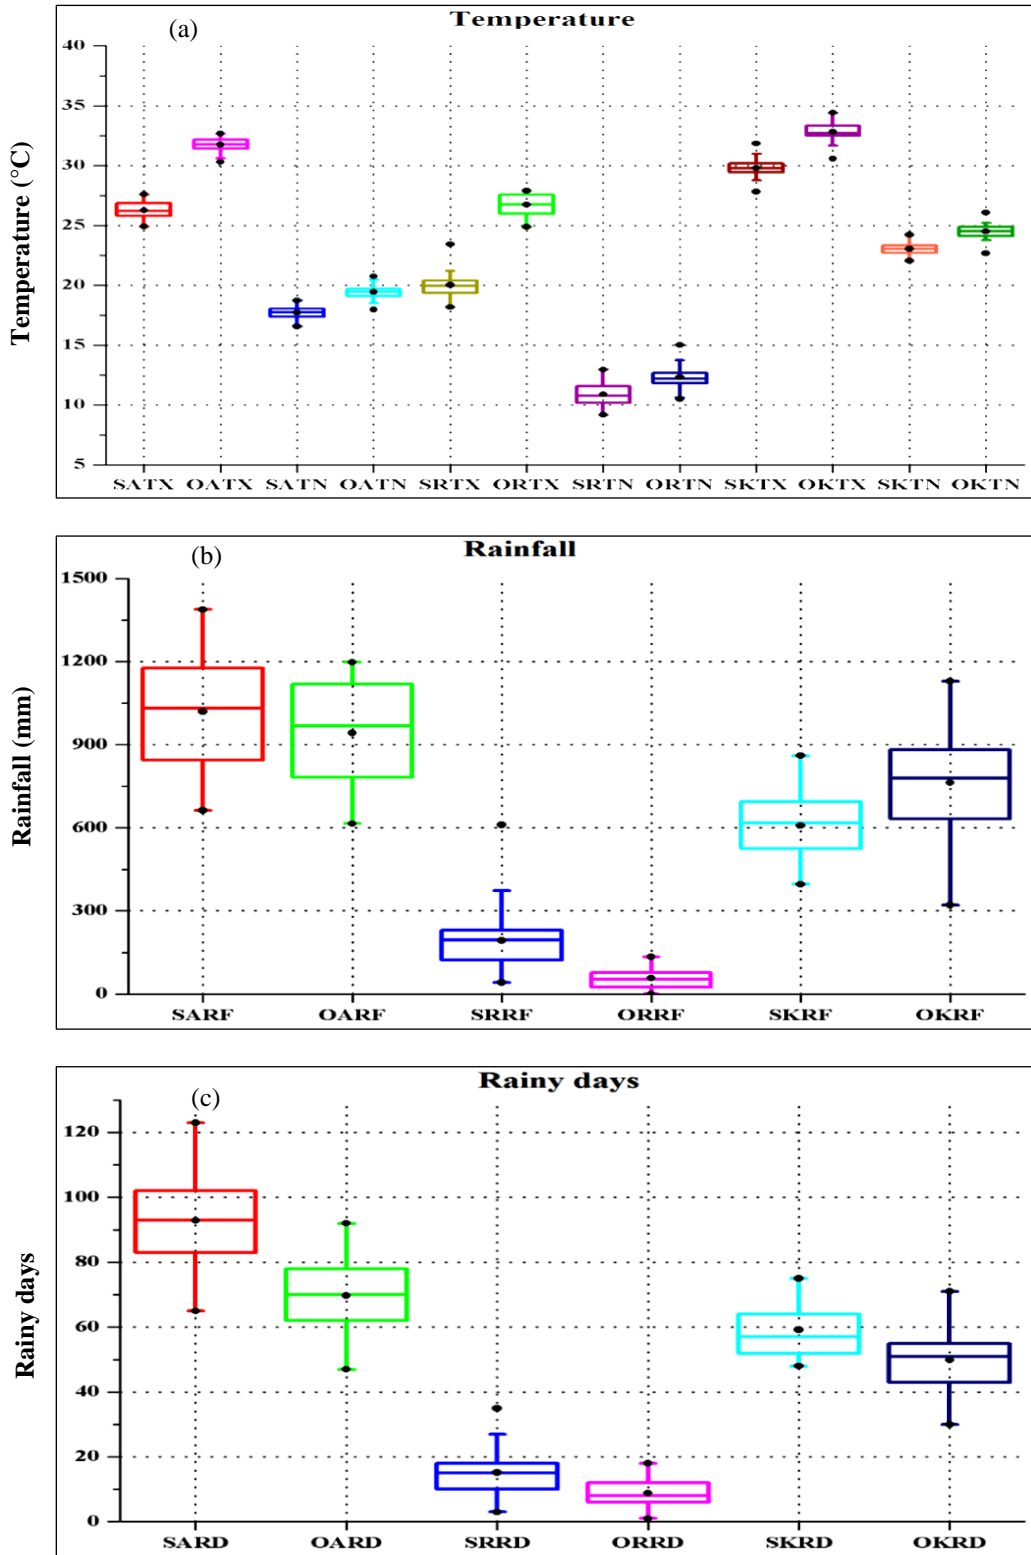 (a)
Temperature
Temperature (°C)
40
35
30
25
20
15
10
5
SATX OATX SATN OATN SRTX ORTX SRTN ORTN SKTX OKTX SKTN OKTN
(b)
Rainfall
Rainfall (mm)
1500
1200
900
600
300
0
SARF OARF SRRF ORRF SKRF OKRF
(c)
Rainy days
Rainy days
120
100
80
60
40
20
0
SARD OARD SRRD ORRD SKRD OKRD